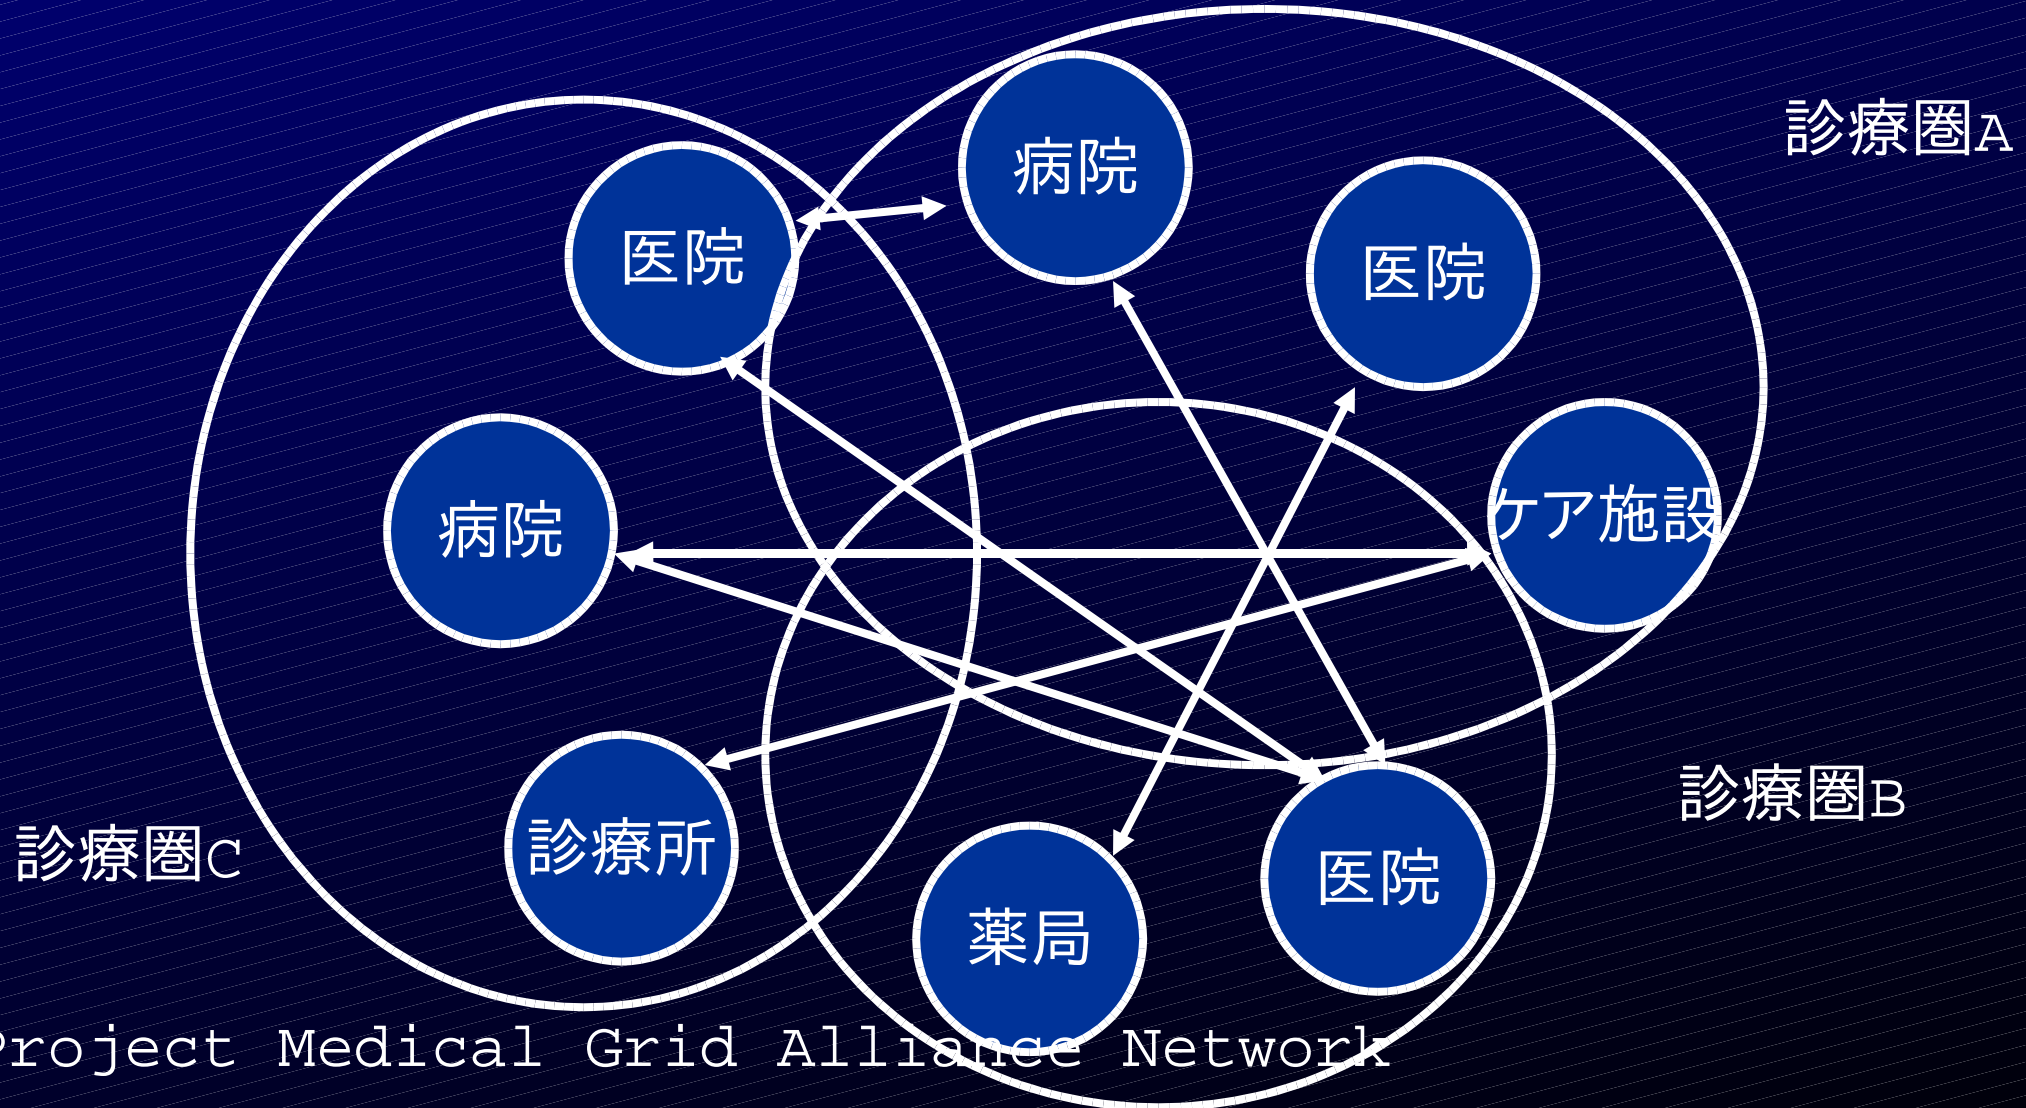 病院
診療圏A
医院
医院
ケア施設
病院
診療圏B
診療所
診療圏C
医院
薬局
Project Medical Grid Alliance Network